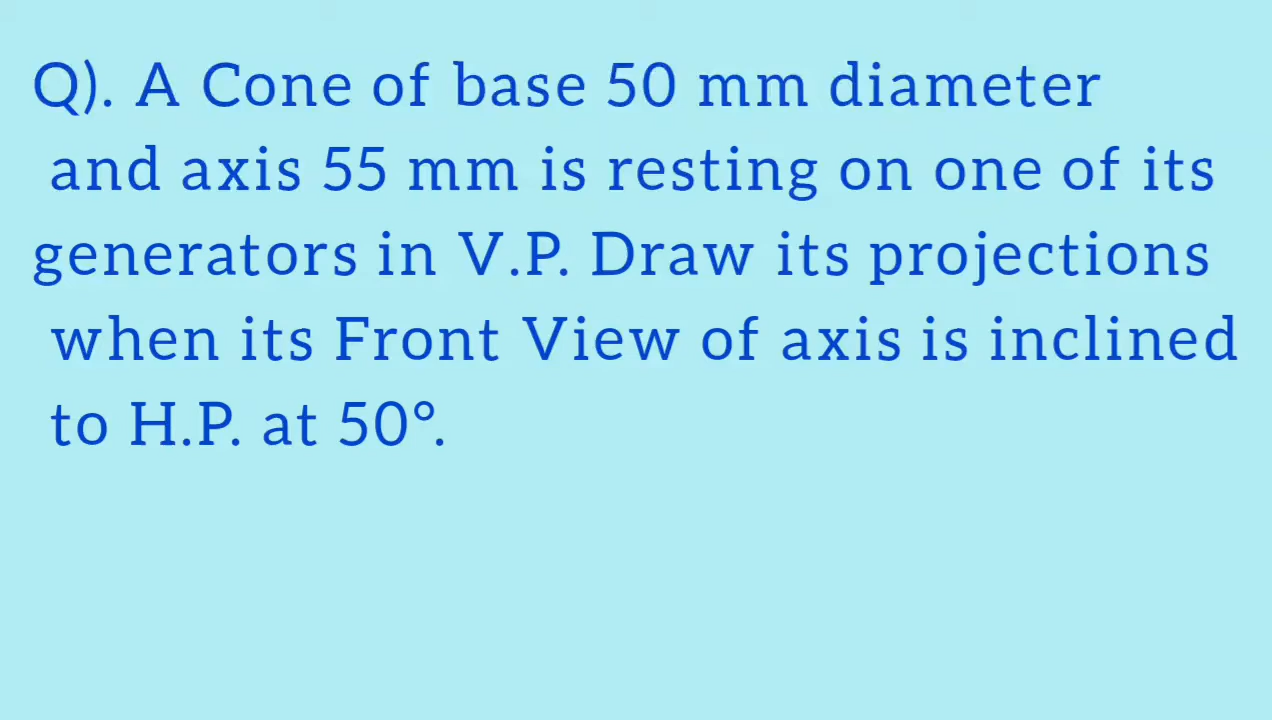 Q). A Cone of base 50 mm diameter
and axis 55 mm is resting on one of its
generators in V.P. Draw its projections
when its Front View of axis is inclined
to H.P. at 50°.